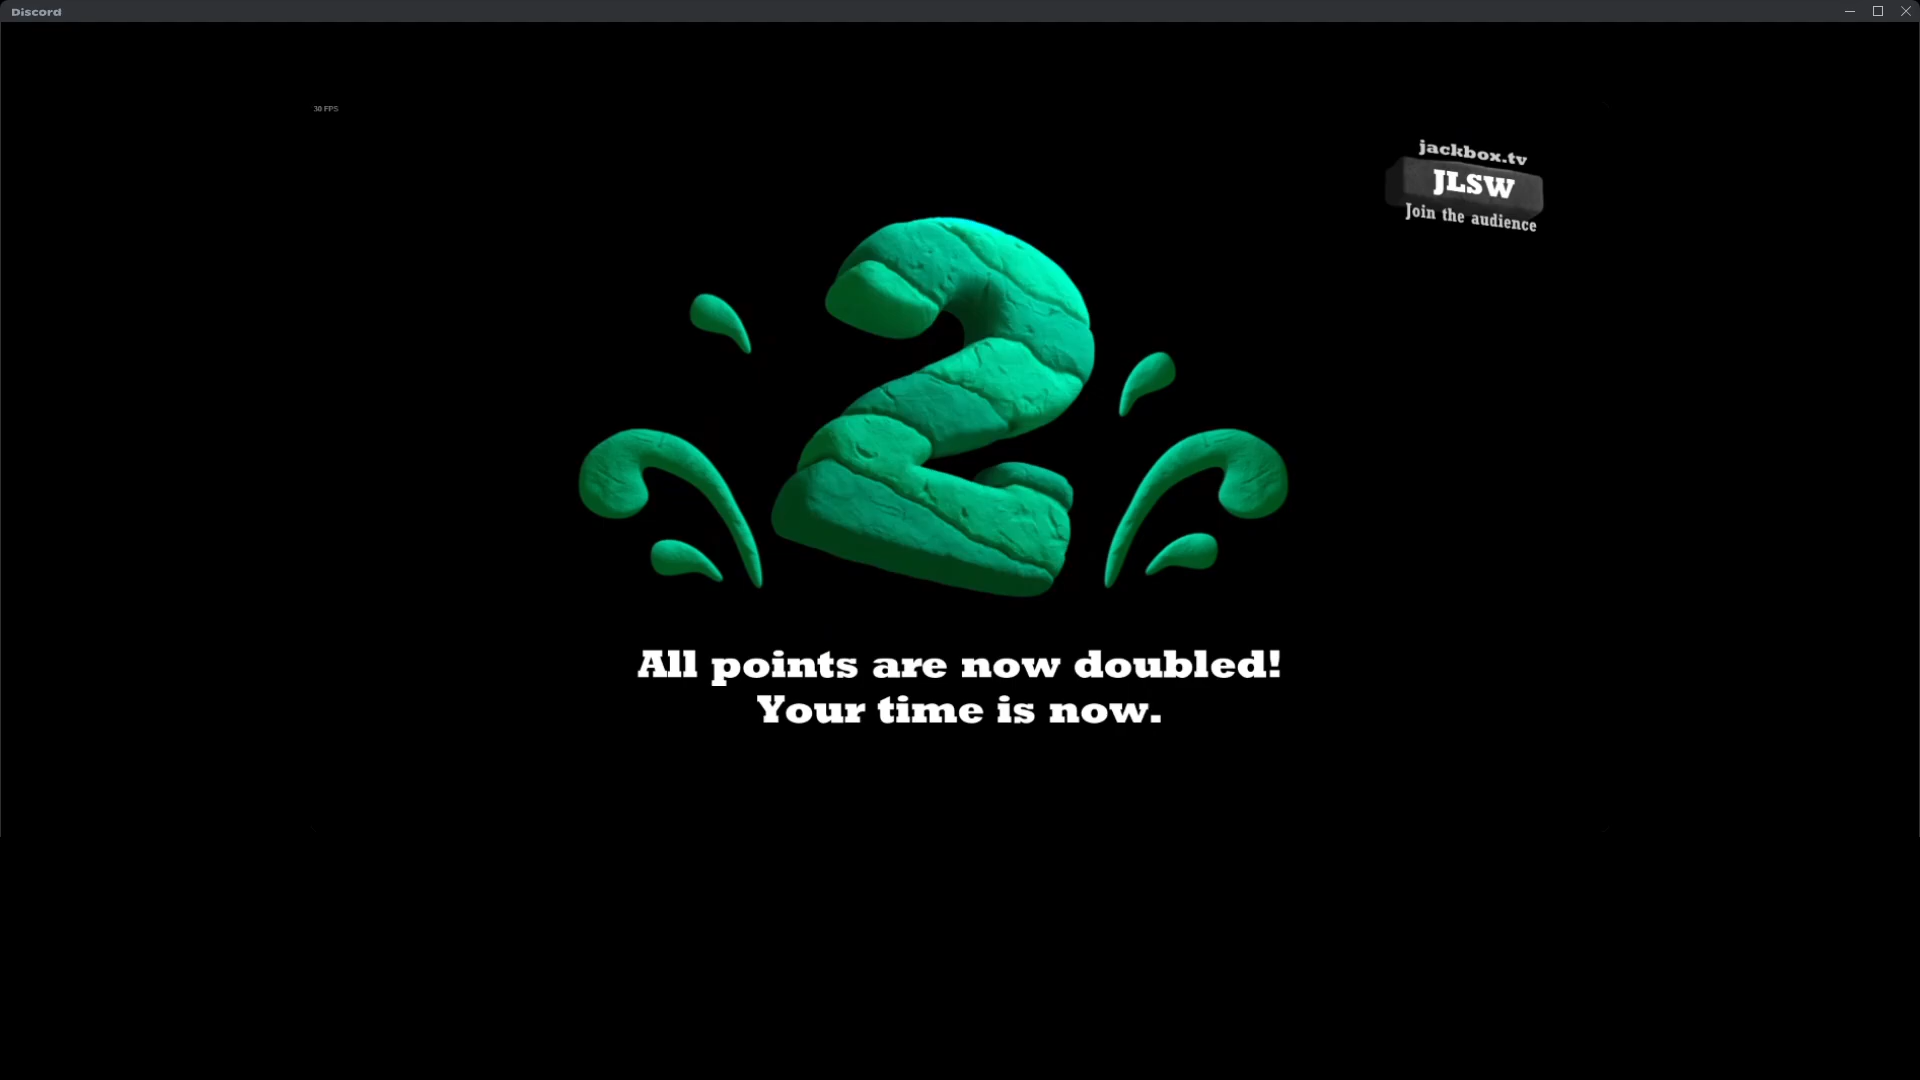 Discord
30 FPS
jackbox.tv
JLSW
Join the audience
2
All points are now doubled!
Your time is now.